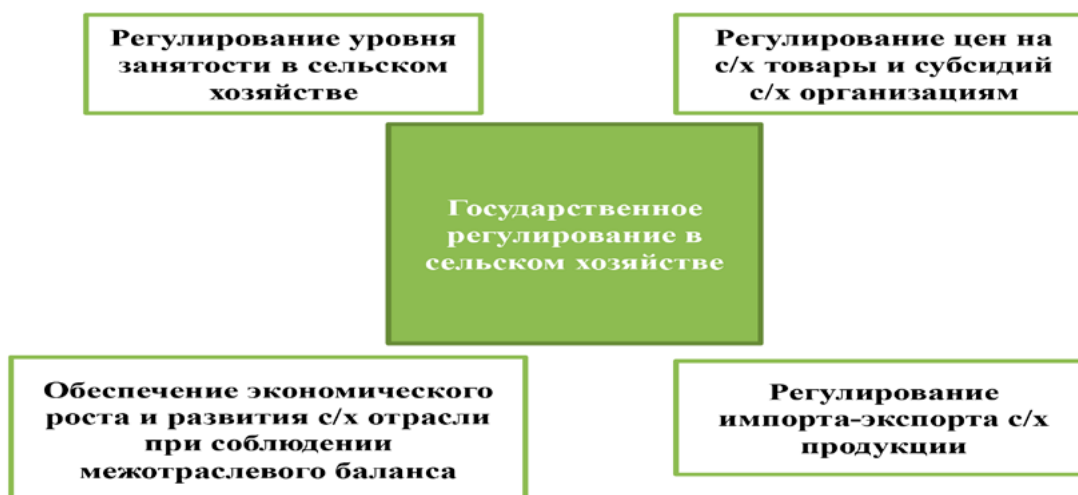 Регулирование уровня
занятости в сельском
хозяйстве
Регулирование цен на
с/х товары и субсидий
с/х организациям
Государственное
регулирование в
сельском хозяйстве
Обеспечение экономического
роста и развития с/х отрасли
при соблюдении
межотраслевого баланса
Регулирование
импорта-экспорта с/х
продукции